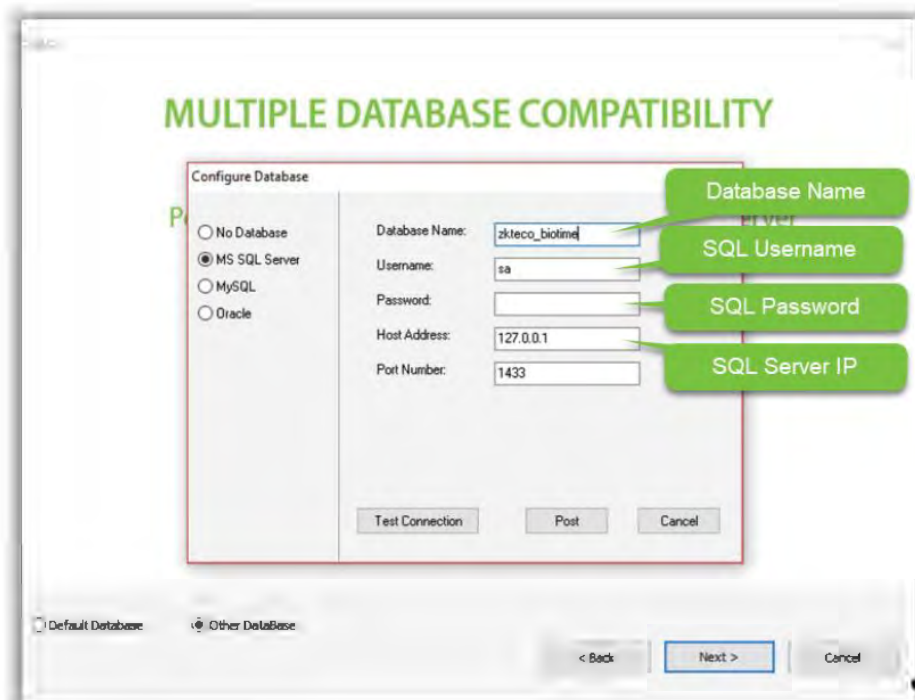 MULTIPLE DATABASE COMPATIBILITY
Configure Database
Database Name
No Database
Database Name:
zkteco_biotime
MS SQL Server
Username:
sa
SQL Username
MySQL
Password:
SQL Password
Oracle
Host Address:
127.0.0.1
SQL Server IP
Port Number:
1433
Test Connection
Post
Cancel
Default Database
Other DataBase
< Back
Next >
Cancel